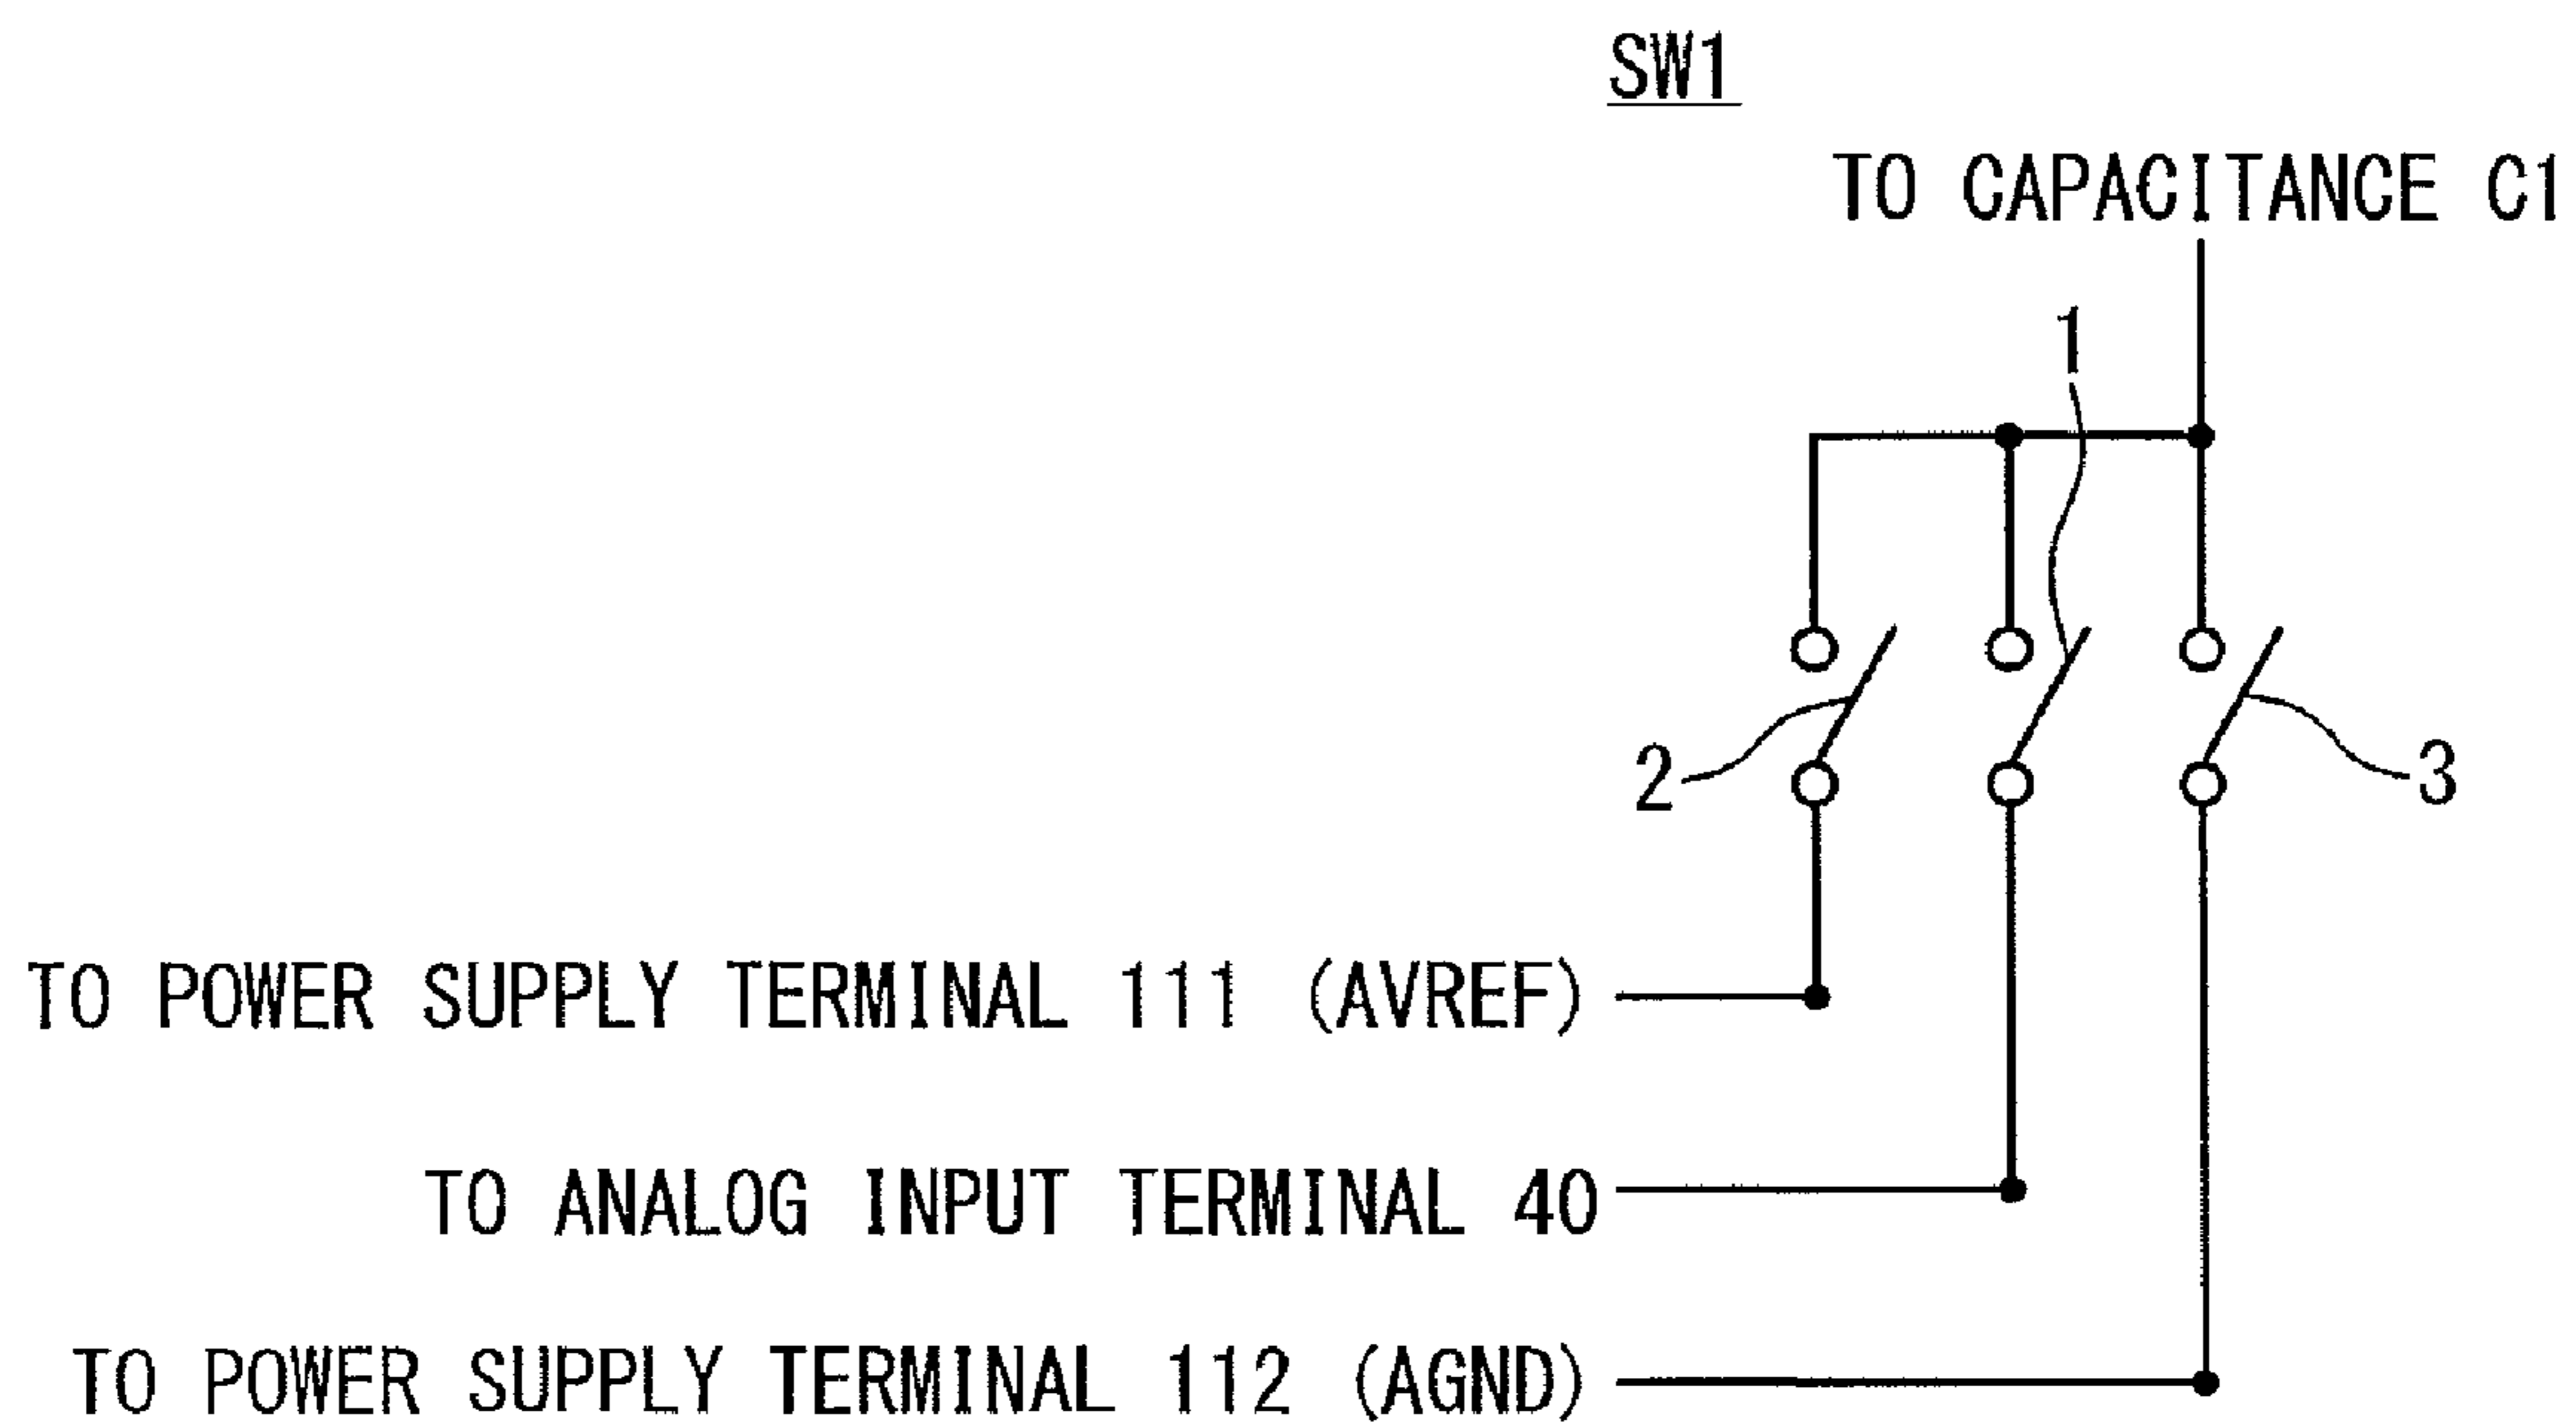 SW1
TO CAPACITANCE C1
1
2
3
TO POWER SUPPLY TERMINAL 111 (AVREF)
TO ANALOG INPUT TERMINAL 40
TO POWER SUPPLY TERMINAL 112 (AGND)